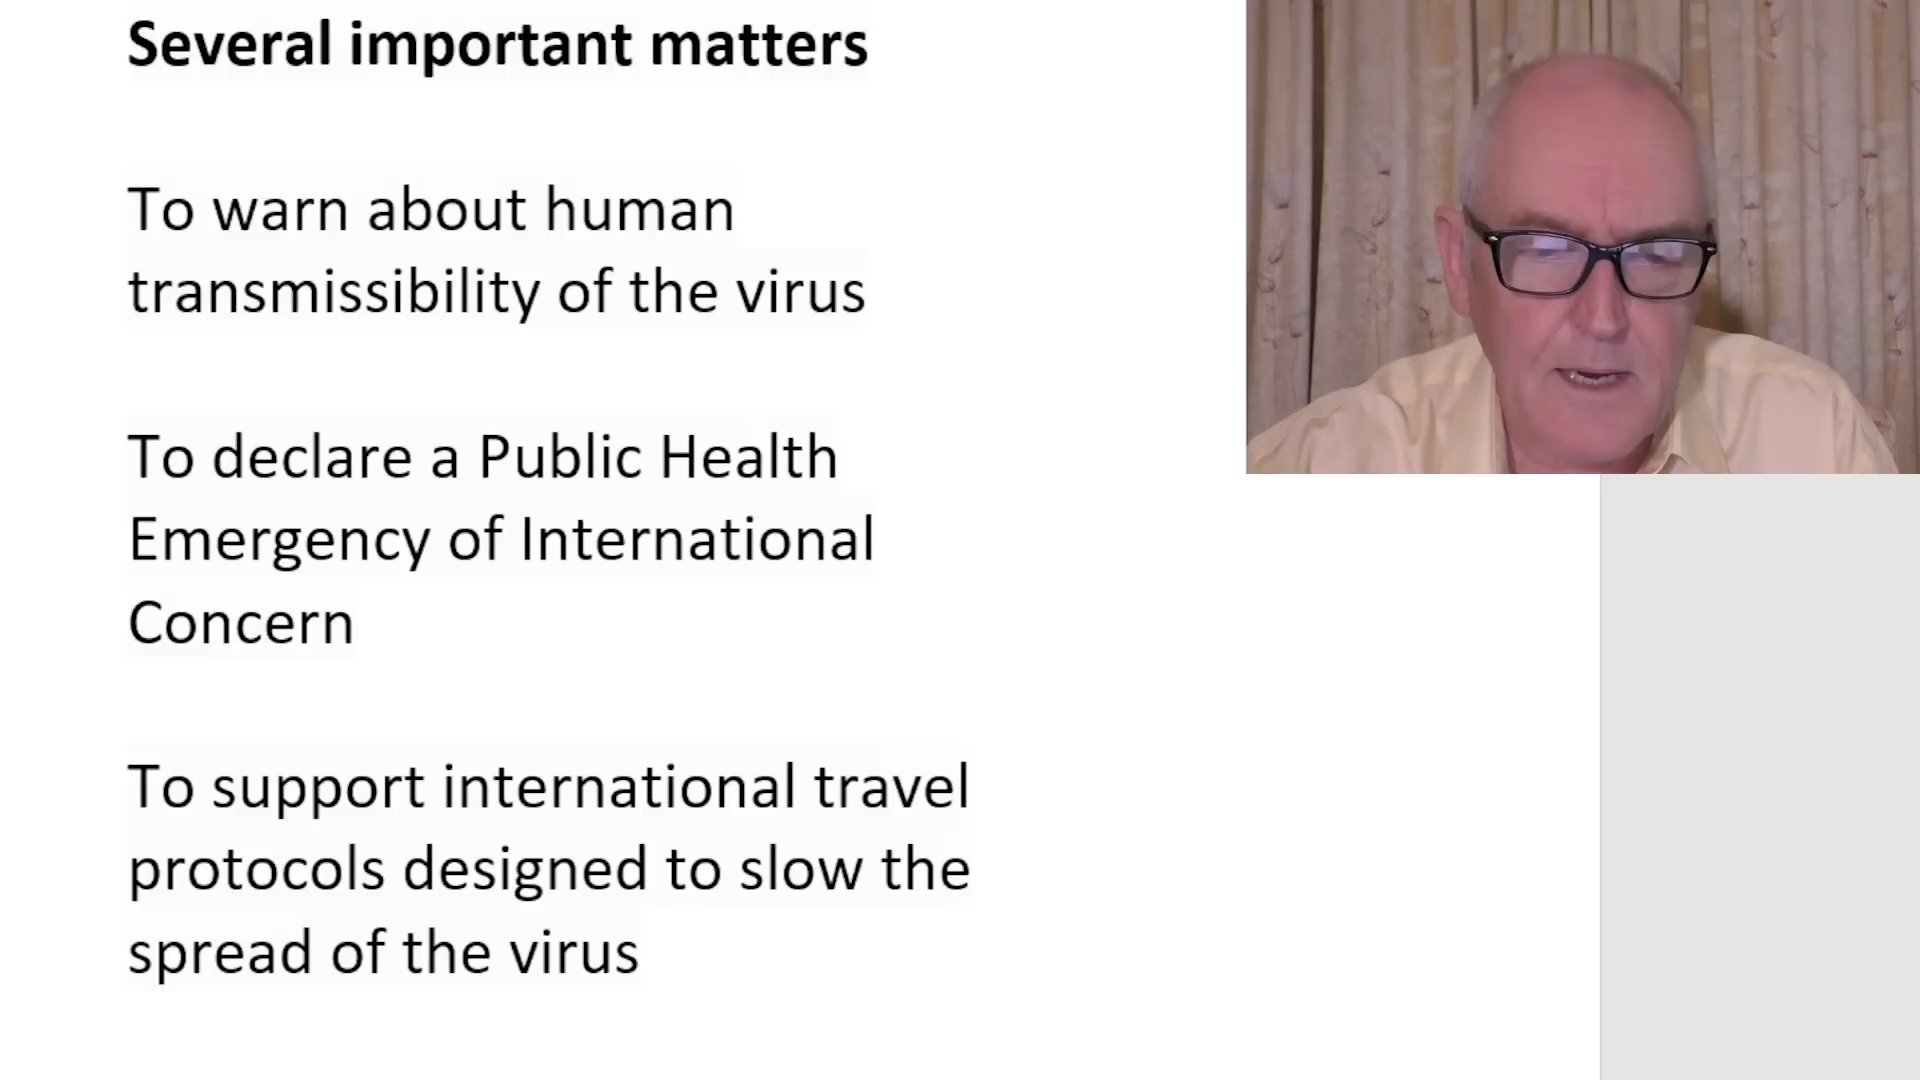 Several important matters
To warn about human
transmissibility of the virus
To declare a Public Health
Emergency of International
Concern
To support international travel
protocols designed to slow the
spread of the virus